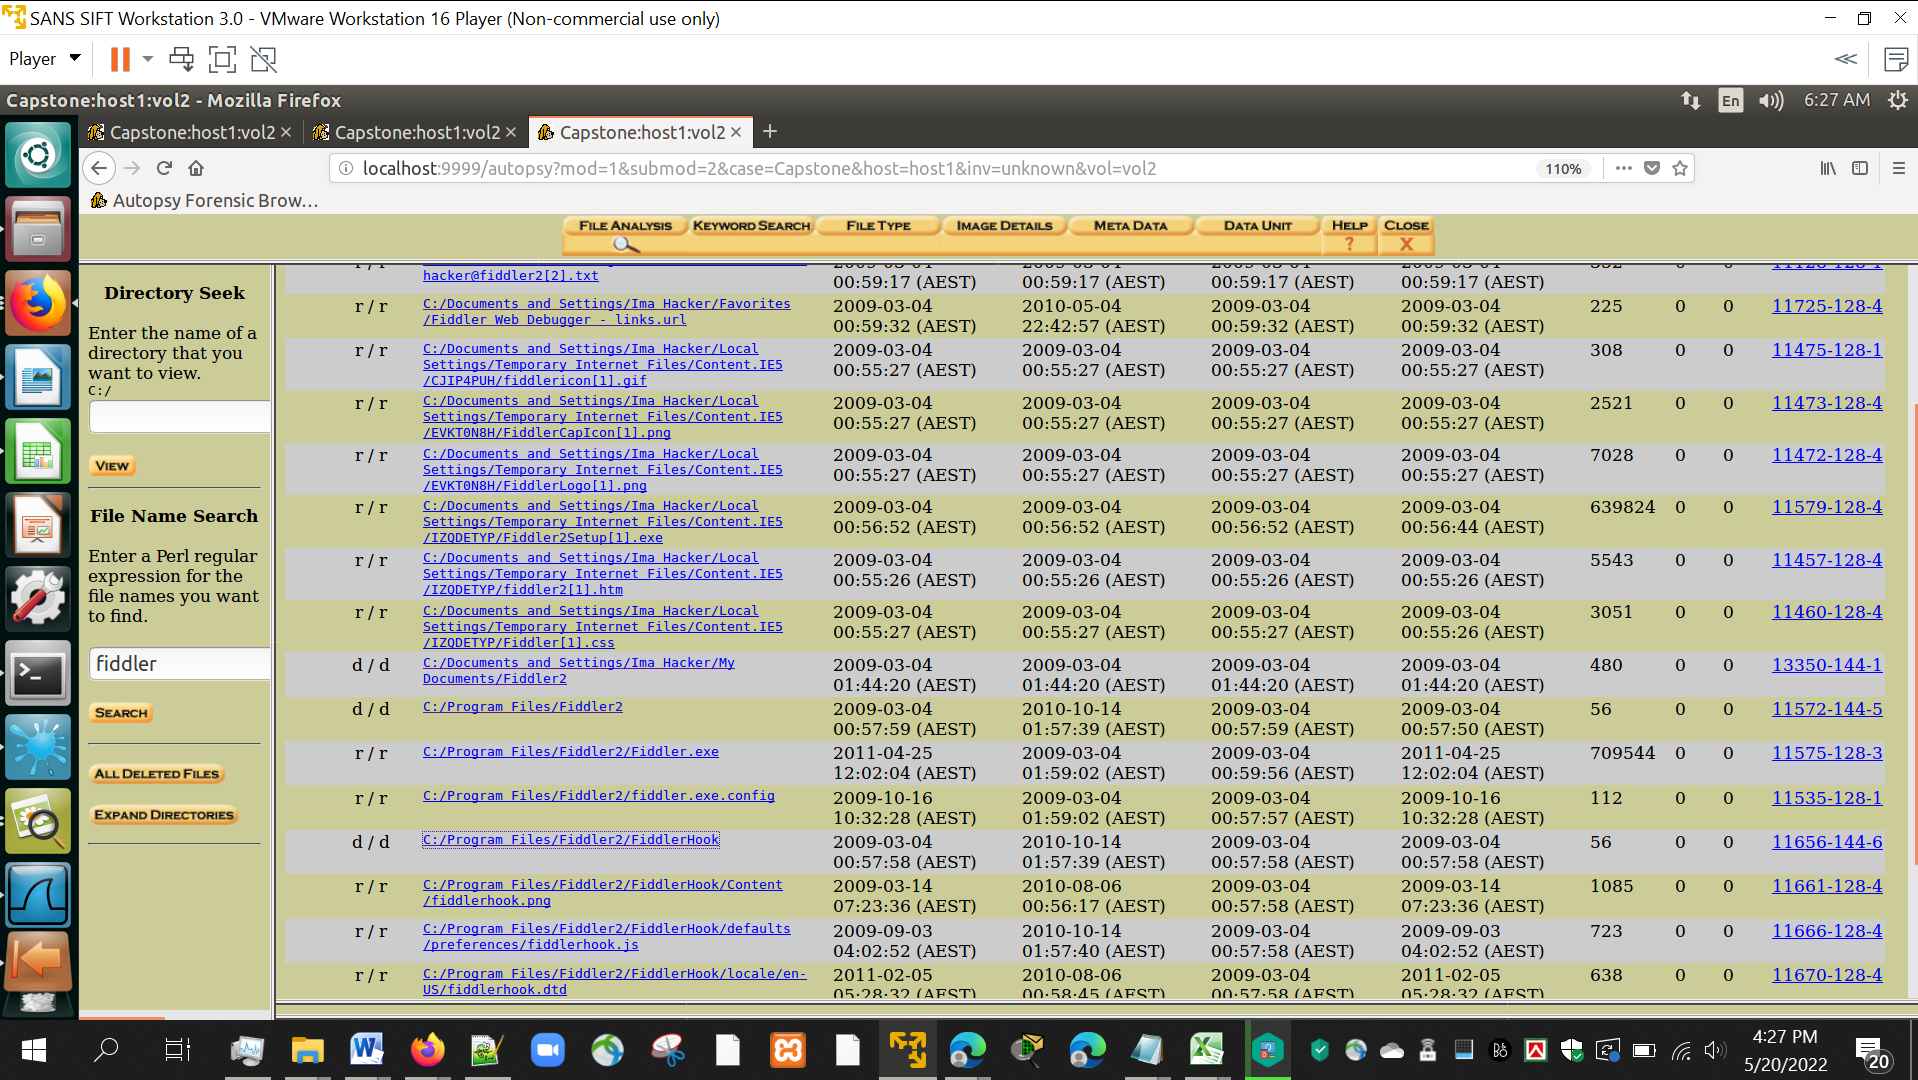 SANS SIFT Workstation 3.0 - VMware Workstation 16 Player (Non-commercial use only)
Player
Capstone:host1:vol2 - Mozilla Firefox
En
6:27 AM
Capstone:host1:vol2
Capstone:host1:vol2
Capstone:host1:vol2
localhost:9999/autopsy?mod=1&submod=2&case=Capstone&host=host1&inv=unknown&vol=vol2
110%
Autopsy Forensic Brow...
FILE ANALYSIS KEYWORD SEARCH FILE TYPE IMAGE DETAILS META DATA DATA UNIT HELP CLOSE
? X
Directory Seek
Enter the name of a
directory that you
want to view.
C:/
VIEW
File Name Search
Enter a Perl regular
expression for the
file names you want
to find.
fiddler
SEARCH
ALL DELETED FILES
EXPAND DIRECTORIES
hacker@fiddler2[2].txt
00:59:17 (AEST) 00:59:17 (AEST) 00:59:17 (AEST) 00:59:17 (AEST)
r / r C:/Documents and Settings/Ima Hacker/Favorites 2009-03-04 2010-05-04 2009-03-04 2009-03-04 225 0 0 11725-128-4
/Fiddler Web Debugger - links.url 00:59:32 (AEST) 22:42:57 (AEST) 00:59:32 (AEST) 00:59:32 (AEST)
r / r C:/Documents and Settings/Ima Hacker/Local 2009-03-04 2009-03-04 2009-03-04 2009-03-04 308 0 0 11475-128-1
Settings/Temporary Internet Files/Content.IE5 00:55:27 (AEST) 00:55:27 (AEST) 00:55:27 (AEST) 00:55:27 (AEST)
/CJIP4PUH/fiddlericon[1].gif
r / r C:/Documents and Settings/Ima Hacker/Local 2009-03-04 2009-03-04 2009-03-04 2009-03-04 2521 0 0 11473-128-4
Settings/Temporary Internet Files/Content.IE5 00:55:27 (AEST) 00:55:27 (AEST) 00:55:27 (AEST) 00:55:27 (AEST)
/EVKT0N8H/FiddlerCapIcon[1].png
r / r C:/Documents and Settings/Ima Hacker/Local 2009-03-04 2009-03-04 2009-03-04 2009-03-04 7028 0 0 11472-128-4
Settings/Temporary Internet Files/Content.IE5 00:55:27 (AEST) 00:55:27 (AEST) 00:55:27 (AEST) 00:55:27 (AEST)
/EVKT0N8H/FiddlerLogo[1].png
r / r C:/Documents and Settings/Ima Hacker/Local 2009-03-04 2009-03-04 2009-03-04 2009-03-04 639824 0 0 11579-128-4
Settings/Temporary Internet Files/Content.IE5 00:56:52 (AEST) 00:56:52 (AEST) 00:56:52 (AEST) 00:56:44 (AEST)
/IZQDETYP/Fiddler2Setup[1].exe
r / r C:/Documents and Settings/Ima Hacker/Local 2009-03-04 2009-03-04 2009-03-04 2009-03-04 5543 0 0 11457-128-4
Settings/Temporary Internet Files/Content.IE5 00:55:26 (AEST) 00:55:26 (AEST) 00:55:26 (AEST) 00:55:26 (AEST)
/IZQDETYP/fiddler2[1].htm
r / r C:/Documents and Settings/Ima Hacker/Local 2009-03-04 2009-03-04 2009-03-04 2009-03-04 3051 0 0 11460-128-4
Settings/Temporary Internet Files/Content.IE5 00:55:27 (AEST) 00:55:27 (AEST) 00:55:27 (AEST) 00:55:26 (AEST)
/IZQDETYP/Fiddler[1].css
d / d C:/Documents and Settings/Ima Hacker/My 2009-03-04 2009-03-04 2009-03-04 2009-03-04 480 0 0 13350-144-1
Documents/Fiddler2 01:44:20 (AEST) 01:44:20 (AEST) 01:44:20 (AEST) 01:44:20 (AEST)
d / d C:/Program Files/Fiddler2 2009-03-04 2010-10-14 2009-03-04 2009-03-04 56 0 0 11572-144-5
00:57:59 (AEST) 01:57:39 (AEST) 00:57:59 (AEST) 00:57:50 (AEST)
r / r C:/Program Files/Fiddler2/Fiddler.exe 2011-04-25 2009-03-04 2009-03-04 2011-04-25 709544 0 0 11575-128-3
12:02:04 (AEST) 01:59:02 (AEST) 00:59:56 (AEST) 12:02:04 (AEST)
r / r C:/Program Files/Fiddler2/fiddler.exe.config 2009-10-16 2009-03-04 2009-03-04 2009-10-16 112 0 0 11535-128-1
10:32:28 (AEST) 01:59:02 (AEST) 00:57:57 (AEST) 10:32:28 (AEST)
d / d C:/Program Files/Fiddler2/FiddlerHook 2009-03-04 2010-10-14 2009-03-04 2009-03-04 56 0 0 11656-144-6
00:57:58 (AEST) 01:57:39 (AEST) 00:57:58 (AEST) 00:57:58 (AEST)
r / r C:/Program Files/Fiddler2/FiddlerHook/Content 2009-03-14 2010-08-06 2009-03-04 2009-03-14 1085 0 0 11661-128-4
/fiddlerhook.png 07:23:36 (AEST) 00:56:17 (AEST) 00:57:58 (AEST) 07:23:36 (AEST)
r / r C:/Program Files/Fiddler2/FiddlerHook/defaults 2009-09-03 2010-10-14 2009-03-04 2009-09-03 723 0 0 11666-128-4
/preferences/fiddlerhook.js 04:02:52 (AEST) 01:57:40 (AEST) 00:57:58 (AEST) 04:02:52 (AEST)
r / r C:/Program Files/Fiddler2/FiddlerHook/locale/en- 2011-02-05 2010-08-06 2009-03-04 2011-02-05 638 0 0 11670-128-4
US/fiddlerhook.dtd 05:28:32 (AEST) 00:58:45 (AEST) 00:57:58 (AEST) 05:28:32 (AEST)
4:27 PM
5/20/2022
20